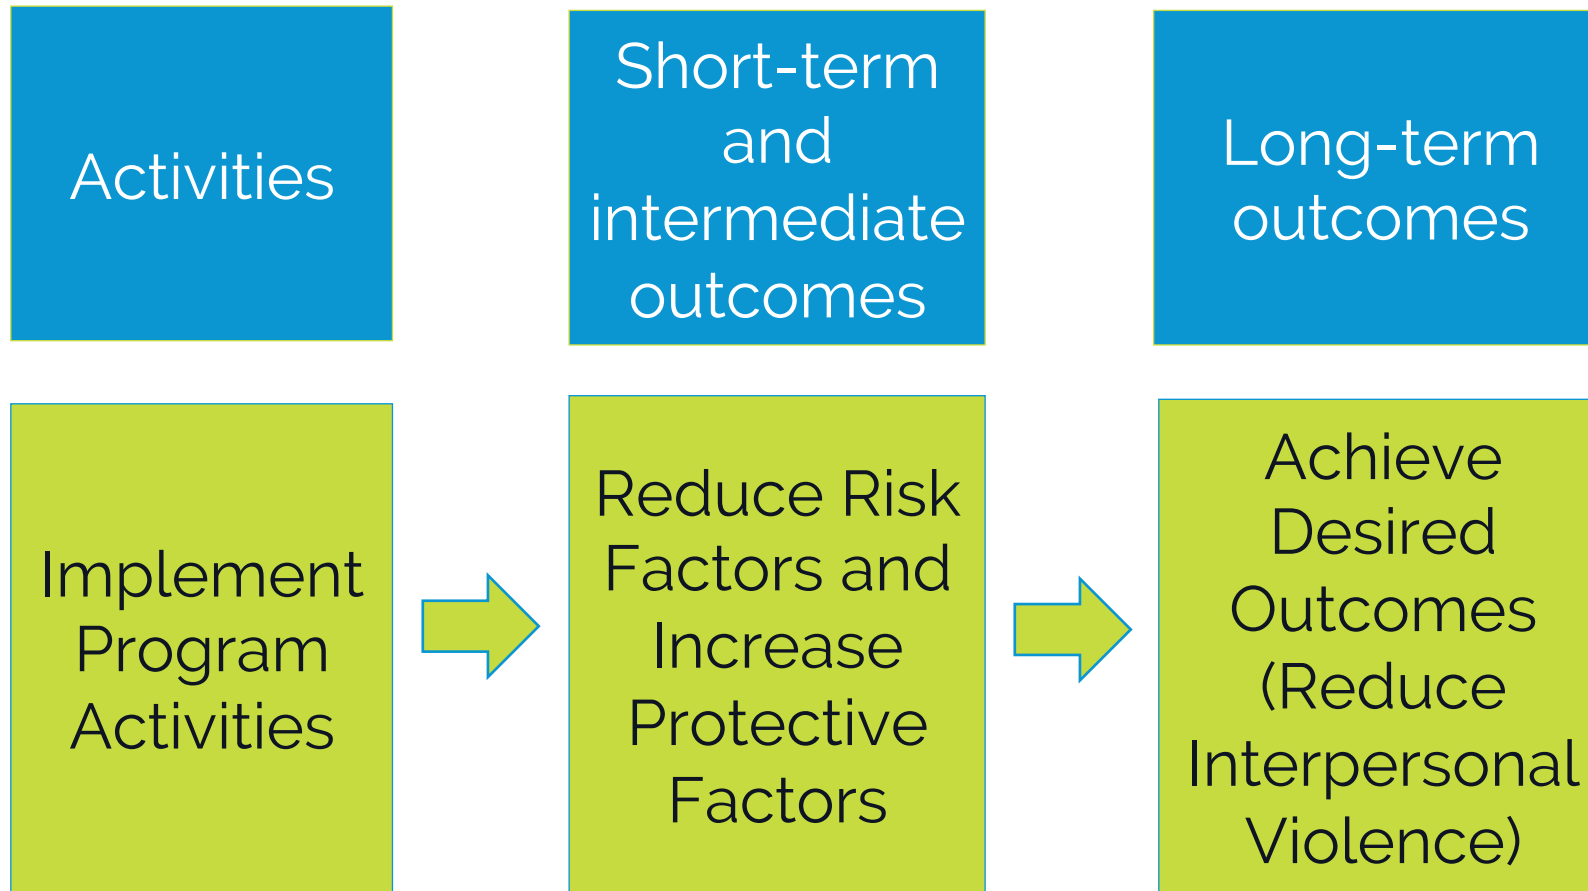 Activities
Short-term
and
intermediate
outcomes
Long-term
outcomes
Implement
Program
Activities
Reduce Risk
Factors and
Increase
Protective
Factors
Achieve
Desired
Outcomes
(Reduce
Interpersonal
Violence)